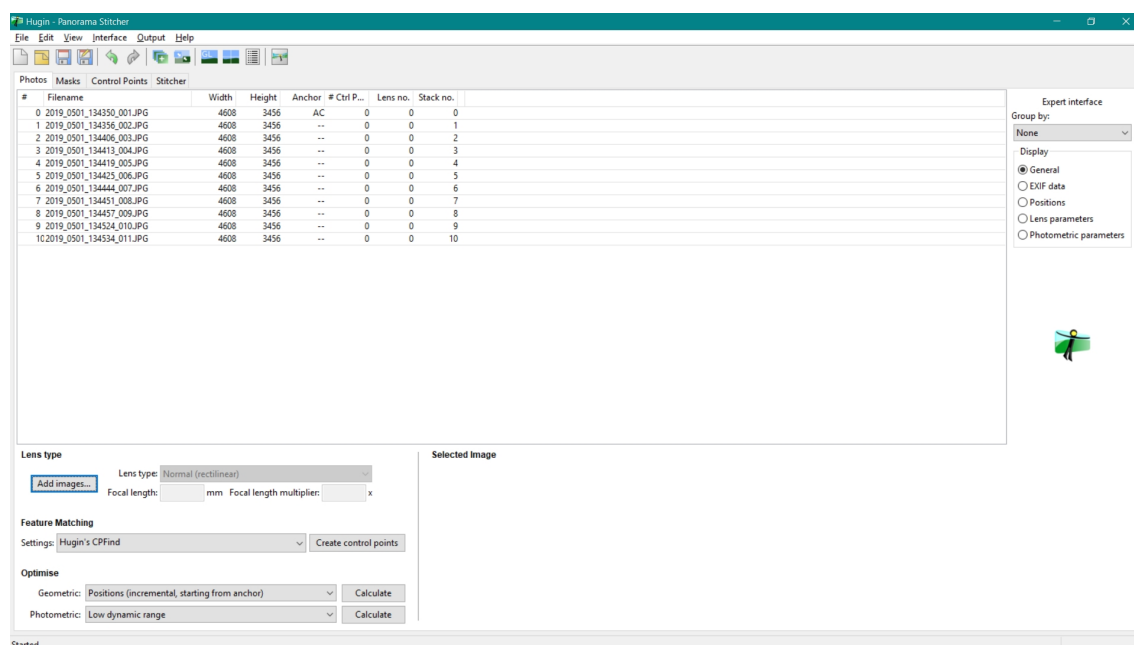 Hugin - Panorama Stitcher
File Edit View Interface Output Help
Photos Masks Control Points Stitcher
# Filename Width Height Anchor # Ctrl P... Lens no. Stack no.
0 2019_0501_134350_001.JPG 4608 3456 AC 0 0 0
1 2019_0501_134356_002.JPG 4608 3456 -- 0 0 1
2 2019_0501_134406_003.JPG 4608 3456 -- 0 0 2
3 2019_0501_134413_004.JPG 4608 3456 -- 0 0 3
4 2019_0501_134419_005.JPG 4608 3456 -- 0 0 4
5 2019_0501_134425_006.JPG 4608 3456 -- 0 0 5
6 2019_0501_134444_007.JPG 4608 3456 -- 0 0 6
7 2019_0501_134451_008.JPG 4608 3456 -- 0 0 7
8 2019_0501_134457_009.JPG 4608 3456 -- 0 0 8
9 2019_0501_134524_010.JPG 4608 3456 -- 0 0 9
10 2019_0501_134534_011.JPG 4608 3456 -- 0 0 10
Expert interface
Group by:
None
Display
General
EXIF data
Positions
Lens parameters
Photometric parameters
Lens type
Add images...
Lens type: Normal (rectilinear)
Focal length: mm Focal length multiplier: x
Feature Matching
Settings: Hugin's CPFind Create control points
Optimise
Geometric: Positions (incremental, starting from anchor) Calculate
Photometric: Low dynamic range Calculate
Selected Image
Started